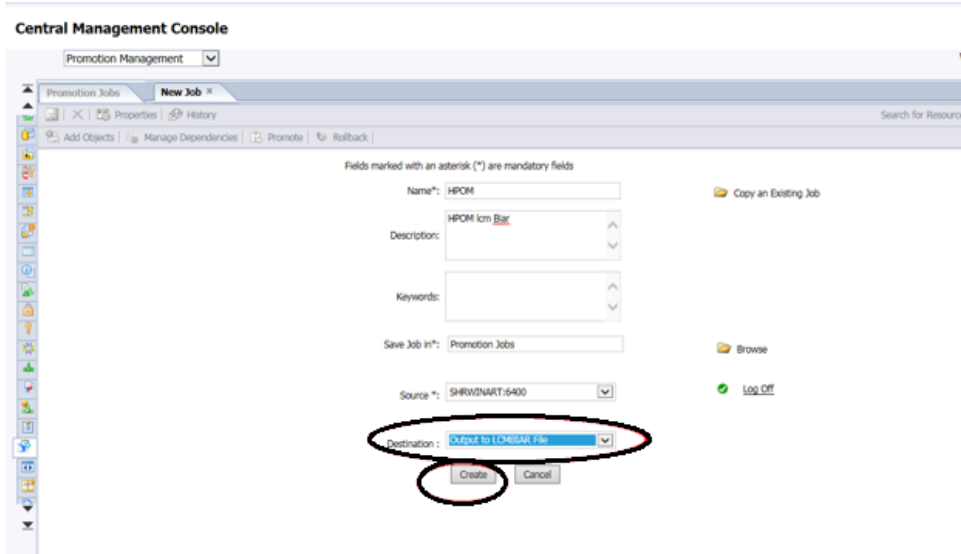 Central Management Console
Promotion Management
Promotion Jobs New Job ×
Properties History Search for Resource
Add Objects Manage Dependencies Promote Rollback
Fields marked with an asterisk (*) are mandatory fields
Name*: HPOM Copy an Existing Job
Description: HPOM lcm Biar
Keywords:
Save Job in*: Promotion Jobs Browse
Source *: SHRWINART:6400 Log Off
Destination : Output to LCMBIAR File
Create Cancel